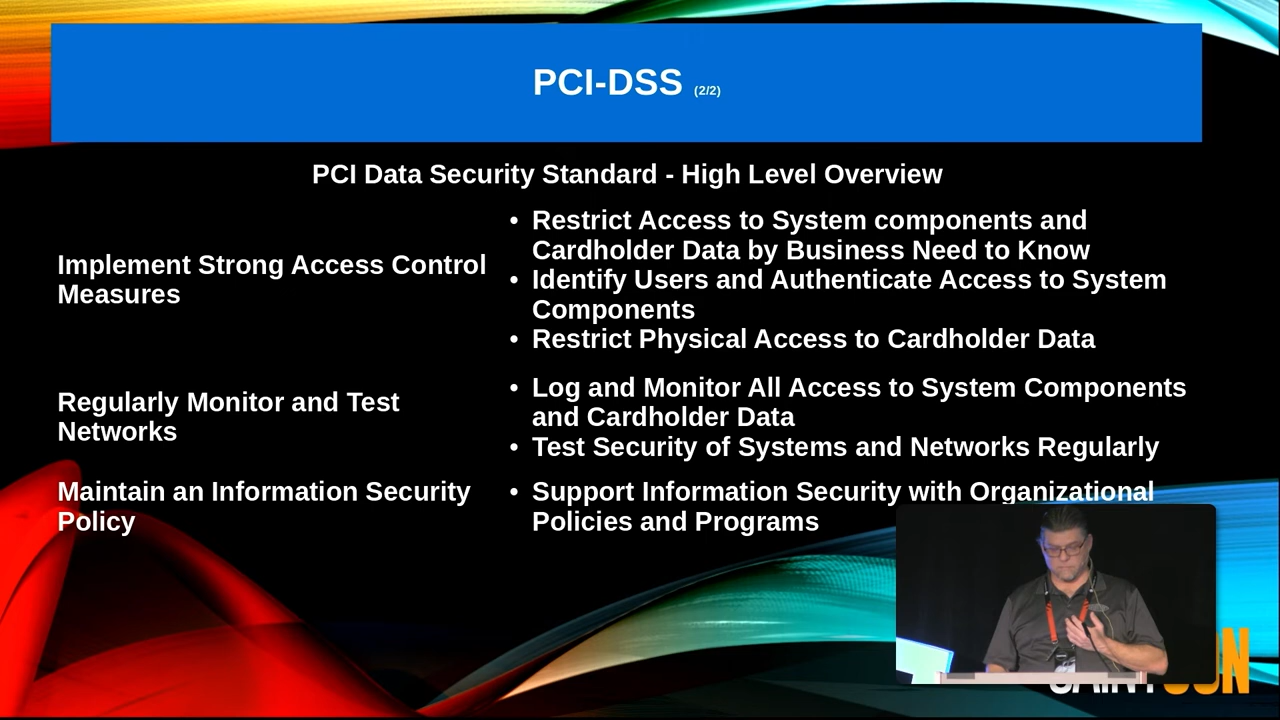 PCI-DSS (2/2)
PCI Data Security Standard - High Level Overview
Implement Strong Access Control
Measures
• Restrict Access to System components and
Cardholder Data by Business Need to Know
• Identify Users and Authenticate Access to System
Components
• Restrict Physical Access to Cardholder Data
Regularly Monitor and Test
Networks
• Log and Monitor All Access to System Components
and Cardholder Data
• Test Security of Systems and Networks Regularly
Maintain an Information Security
Policy
• Support Information Security with Organizational
Policies and Programs